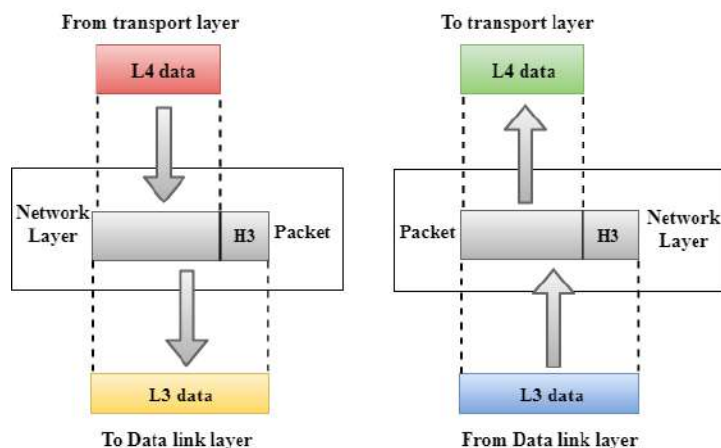 From transport layer
L4 data
Network
Layer
H3
Packet
L3 data
To Data link layer
To transport layer
L4 data
Packet
H3
Network
Layer
L3 data
From Data link layer